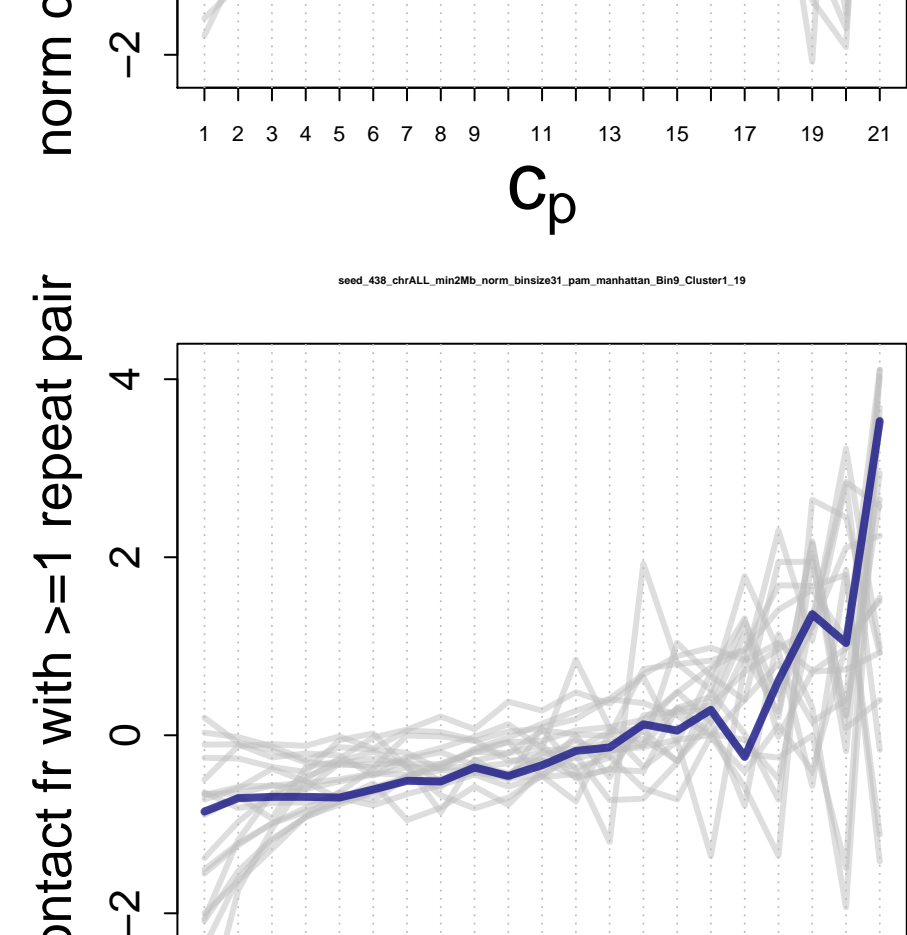 norm
−2
1 2 3 4 5 6 7 8 9 11 13 15 17 19 21
cp
seed_438_chrALL_min2Mb_norm_binsize31_pam_manhattan_Bin9_Cluster1_19
fr with >=1 repeat pair
4
2
0
−2